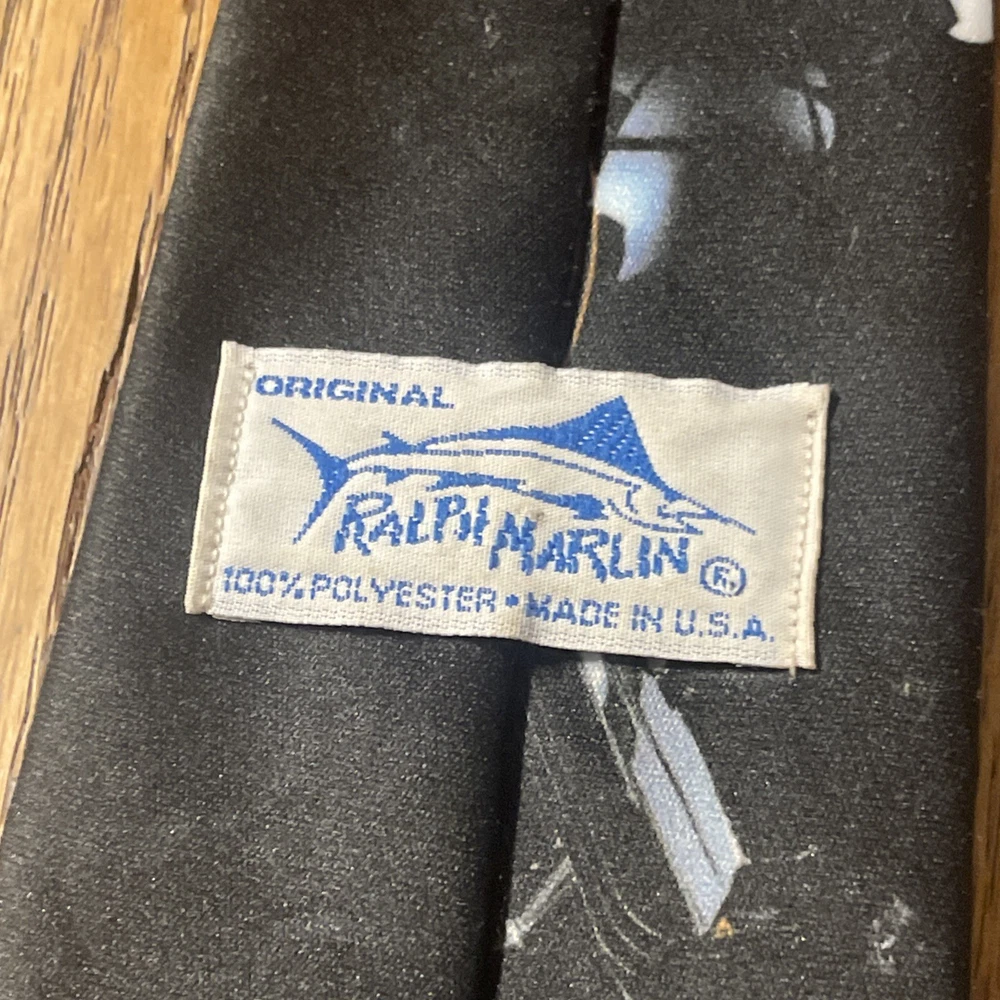 ORIGINAL
RALPH MARLIN ®
100% POLYESTER • MADE IN U.S.A.